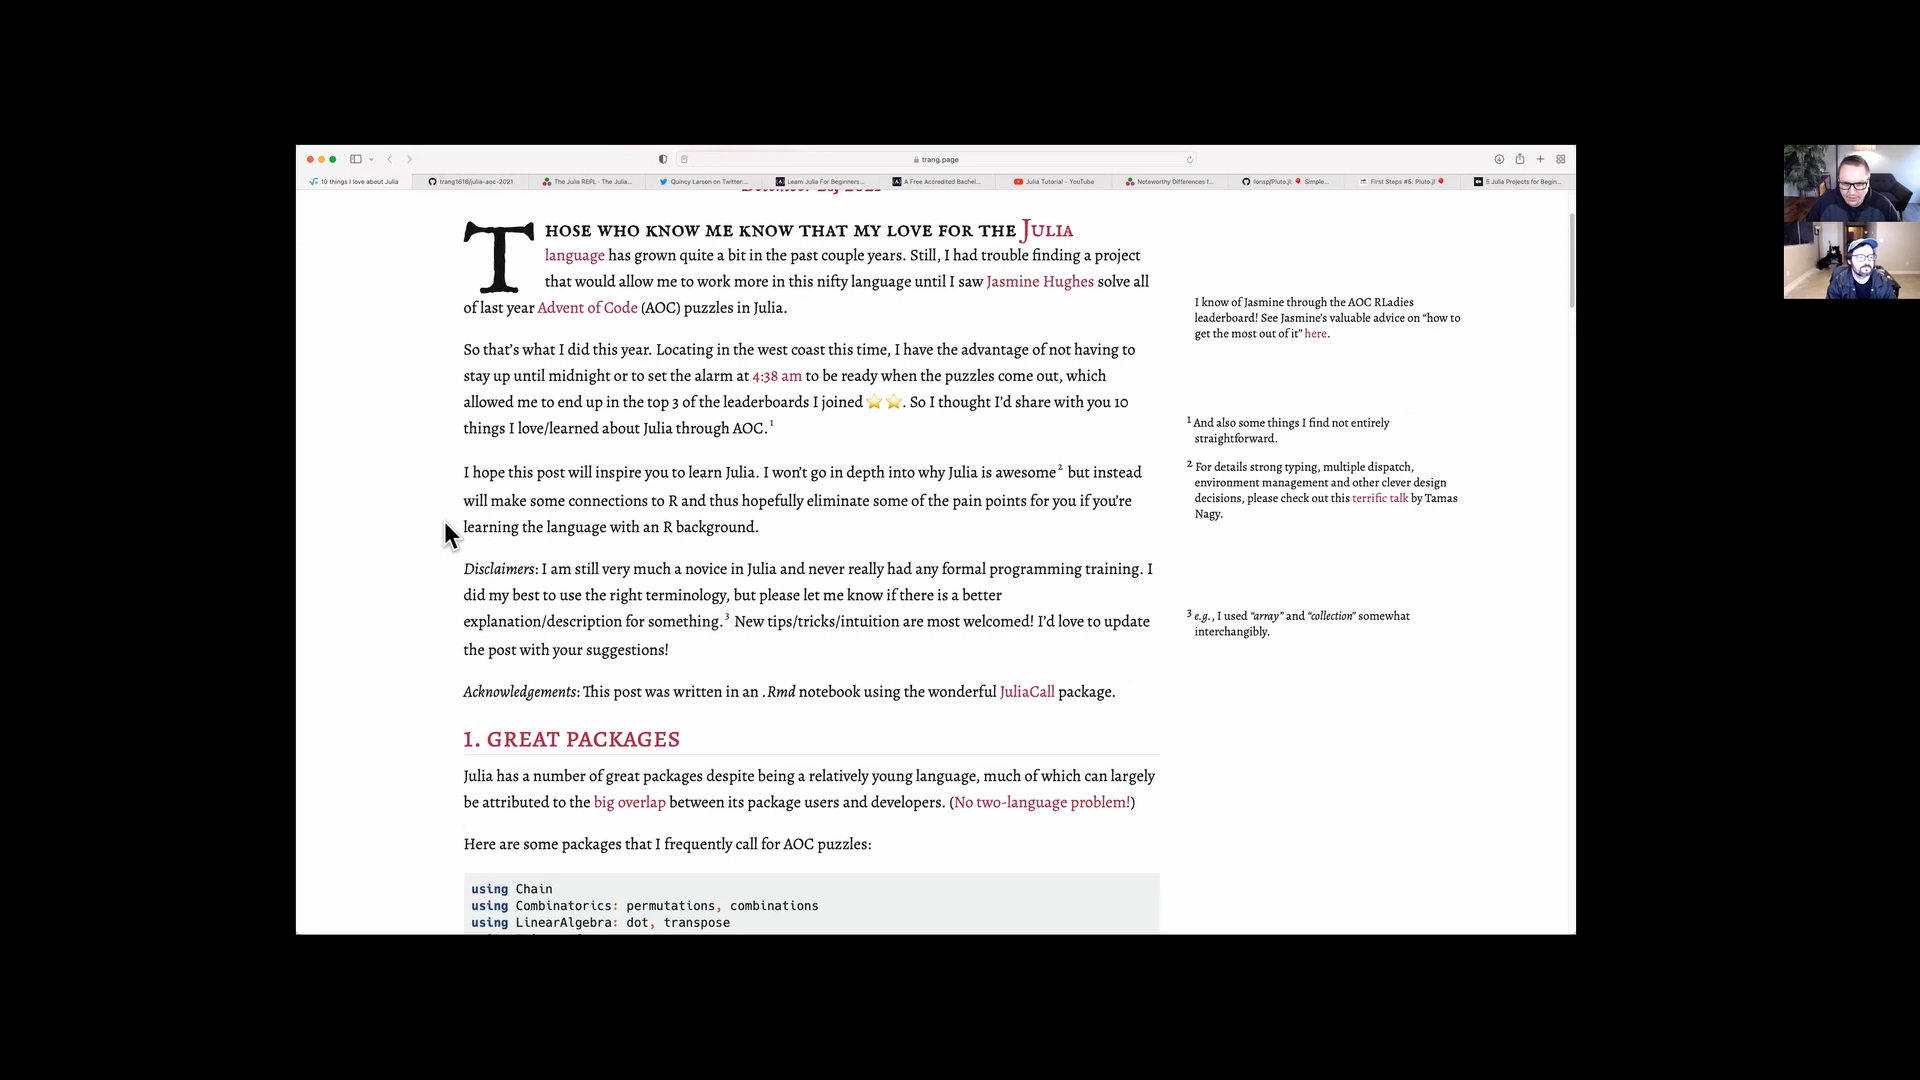 trang.page
10 things I love about Julia
trang1618/julia-aoc-2021
The Julia REPL · The Julia...
Quincy Larson on Twitter:...
Learn Julia For Beginners...
A Free Accredited Bachel...
Julia Tutorial - YouTube
Noteworthy Differences f...
fonsp/Pluto.jl: 🎈 Simple...
First Steps #5: Pluto.jl 🎈
5 Julia Projects for Begin...
THOSE WHO KNOW ME KNOW THAT MY LOVE FOR THE JULIA
language has grown quite a bit in the past couple years. Still, I had trouble finding a project
that would allow me to work more in this nifty language until I saw Jasmine Hughes solve all
of last year Advent of Code (AOC) puzzles in Julia.
I know of Jasmine through the AOC RLadies
leaderboard! See Jasmine's valuable advice on “how to
get the most out of it” here.
So that's what I did this year. Locating in the west coast this time, I have the advantage of not having to
stay up until midnight or to set the alarm at 4:38 am to be ready when the puzzles come out, which
allowed me to end up in the top 3 of the leaderboards I joined ⭐⭐. So I thought I'd share with you 10
things I love/learned about Julia through AOC.¹
¹ And also some things I find not entirely
straightforward.
I hope this post will inspire you to learn Julia. I won't go in depth into why Julia is awesome² but instead
will make some connections to R and thus hopefully eliminate some of the pain points for you if you're
learning the language with an R background.
² For details strong typing, multiple dispatch,
environment management and other clever design
decisions, please check out this terrific talk by Tamas
Nagy.
Disclaimers: I am still very much a novice in Julia and never really had any formal programming training. I
did my best to use the right terminology, but please let me know if there is a better
explanation/description for something.³ New tips/tricks/intuition are most welcomed! I'd love to update
the post with your suggestions!
³ e.g., I used “array” and “collection” somewhat
interchangibly.
Acknowledgements: This post was written in an .Rmd notebook using the wonderful JuliaCall package.
1. GREAT PACKAGES
Julia has a number of great packages despite being a relatively young language, much of which can largely
be attributed to the big overlap between its package users and developers. (No two-language problem!)
Here are some packages that I frequently call for AOC puzzles:
using Chain
using Combinatorics: permutations, combinations
using LinearAlgebra: dot, transpose